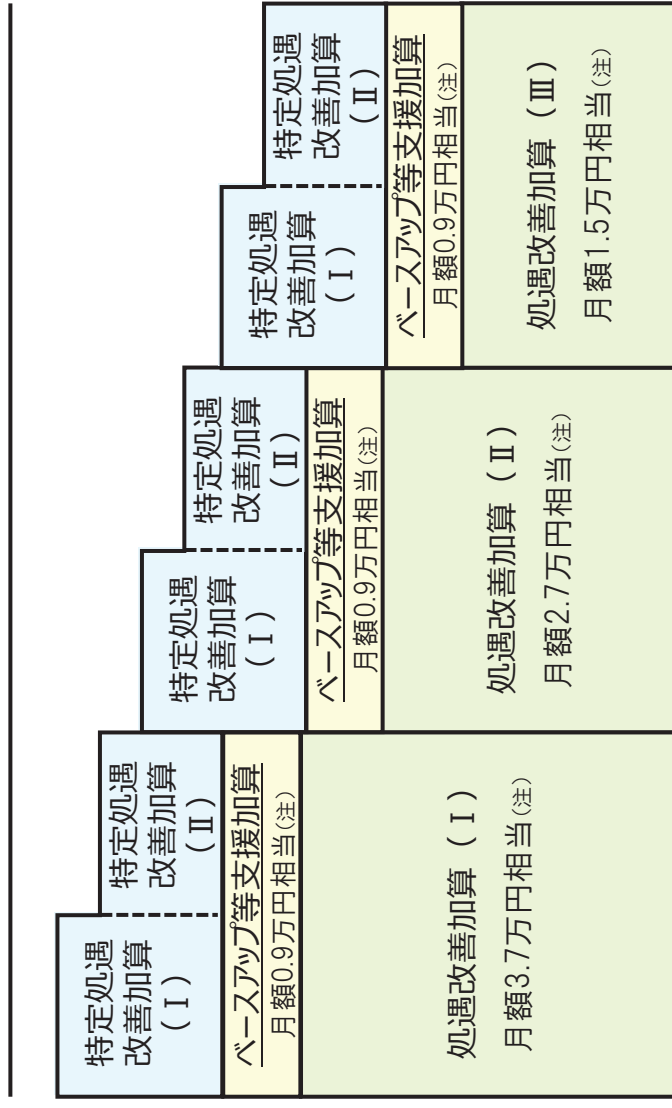 特定処遇
改善加算
(Ⅰ)
特定処遇
改善加算
(Ⅱ)
ベースアップ等支援加算
月額0.9万円相当(注)
処遇改善加算(Ⅰ)
月額3.7万円相当(注)
特定処遇
改善加算
(Ⅰ)
特定処遇
改善加算
(Ⅱ)
ベースアップ等支援加算
月額0.9万円相当(注)
処遇改善加算(Ⅱ)
月額2.7万円相当(注)
特定処遇
改善加算
(Ⅰ)
特定処遇
改善加算
(Ⅱ)
ベースアップ等支援加算
月額0.9万円相当(注)
処遇改善加算(Ⅲ)
月額1.5万円相当(注)